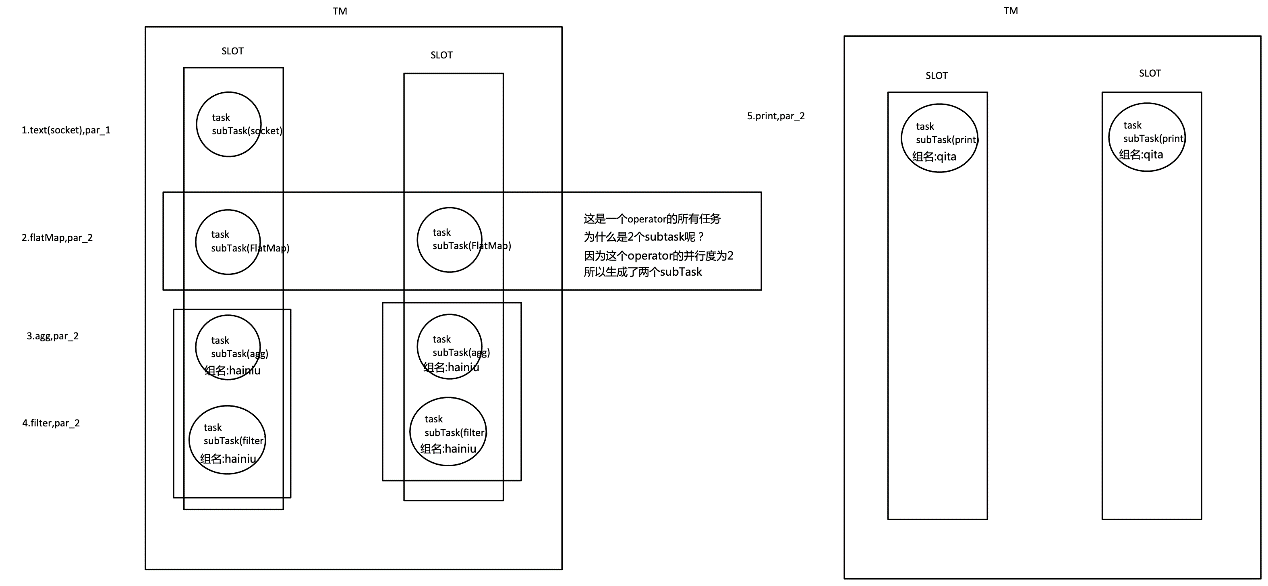 TM
SLOT
SLOT
1.text(socket),par_1
task
subTask(socket)
2.flatMap,par_2
task
subTask(FlatMap)
task
subTask(FlatMap)
这是一个operator的所有任务
为什么是2个subtask呢？
因为这个operator的并行度为2
所以生成了两个subTask
3.agg,par_2
task
subTask(agg)
组名:hainiu
task
subTask(agg)
组名:hainiu
4.filter,par_2
task
subTask(filter
组名:hainiu
task
subTask(filter
组名:hainiu
TM
SLOT
SLOT
5.print,par_2
task
subTask(print
组名:qita
task
subTask(print
组名:qita